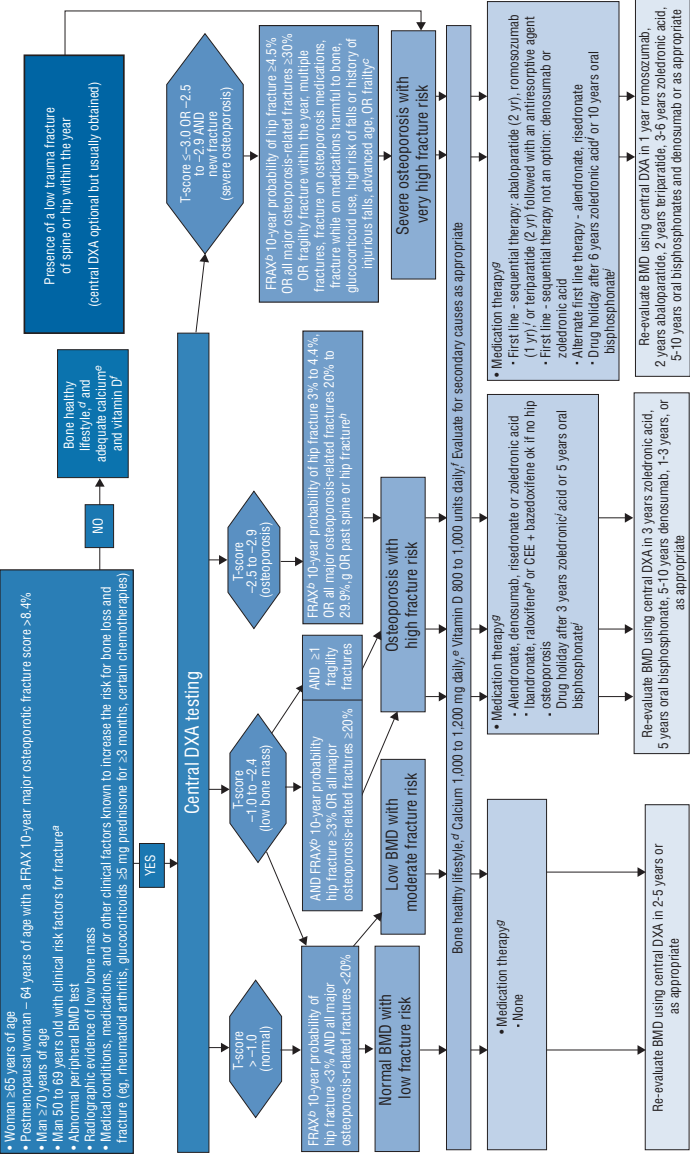 • Woman ≥65 years of age
• Postmenopausal woman – 64 years of age with a FRAX 10-year major osteoporotic fracture score >8.4%
• Man ≥70 years of age
• Man 50 to 69 years old with clinical risk factors for fractureᵃ
• Abnormal peripheral BMD test
• Radiographic evidence of low bone mass
• Medical conditions, medications, and or other clinical factors known to increase the risk for bone loss and
fracture (eg, rheumatoid arthritis, glucocorticoids ≥5 mg prednisone for ≥3 months, certain chemotherapies)
NO
Bone healthy
lifestyle,ᵈ and
adequate calciumᵉ
and vitamin Dᶠ
Presence of a low trauma fracture
of spine or hip within the year
(central DXA optional but usually obtained)
YES
Central DXA testing
T-score
> –1.0
(normal)
T-score
–1.0 to –2.4
(low bone mass)
T-score
–2.5 to –2.9
(osteoporosis)
T-score ≤–3.0 OR –2.5
to –2.9 AND
new fracture
(severe osteoporosis)
FRAXᵇ 10-year probability of
hip fracture <3% AND all major
osteoporosis-related fractures <20%
AND FRAXᵇ 10-year probability
hip fracture ≥3% OR all major
osteoporosis-related fractures ≥20%
AND ≥1
fragility
fractures
FRAXᵇ 10-year probability of hip fracture 3% to 4.4%,
OR all major osteoporosis-related fractures 20% to
29.9%,g OR past spine or hip fractureʰ
FRAXᵇ 10-year probability of hip fracture ≥4.5%
OR all major osteoporosis-related fractures ≥30%
OR fragility fracture within the year, multiple
fractures, fracture on osteoporosis medications,
fracture while on medications harmful to bone,
glucocorticoid use, high risk of falls or history of
injurious falls, advanced age, OR frailtyᶜ
Normal BMD with
low fracture risk
Low BMD with
moderate fracture risk
Osteoporosis with
high fracture risk
Severe osteoporosis with
very high fracture risk
Bone healthy lifestyle,ᵈ Calcium 1,000 to 1,200 mg daily,ᵉ Vitamin D 800 to 1,000 units daily,ᶠ Evaluate for secondary causes as appropriate
• Medication therapyᵍ
• None
• Medication therapyᵍ
• Alendronate, denosumab, risedronate or zoledronic acid
• Ibandronate, raloxifeneʰ or CEE + bazedoxifene ok if no hip
• osteoporosis
• Drug holiday after 3 years zoledronicⁱ acid or 5 years oral
bisphosphonateⁱ
• Medication therapyᵍ
• First line - sequential therapy: abaloparatide (2 yr), romosozumab
(1 yr),ⁱ or teriparatide (2 yr) followed with an antiresorptive agent
• First line - sequential therapy not an option: denosumab or
zoledronic acid
• Alternate first line therapy - alendronate, risedronate
• Drug holiday after 6 years zoledronic acidⁱ or 10 years oral
bisphosphonateⁱ
Re-evaluate BMD using central DXA in 2-5 years or
as appropriate
Re-evaluate BMD using central DXA in 3 years zoledronic acid,
5 years oral bisphosphonate, 5-10 years denosumab, 1-3 years, or
as appropriate
Re-evaluate BMD using central DXA in 1 year romosozumab,
2 years abaloparatide, 2 years teriparatide, 3-6 years zoledronic acid,
5-10 years oral bisphosphonates and denosumab or as appropriate